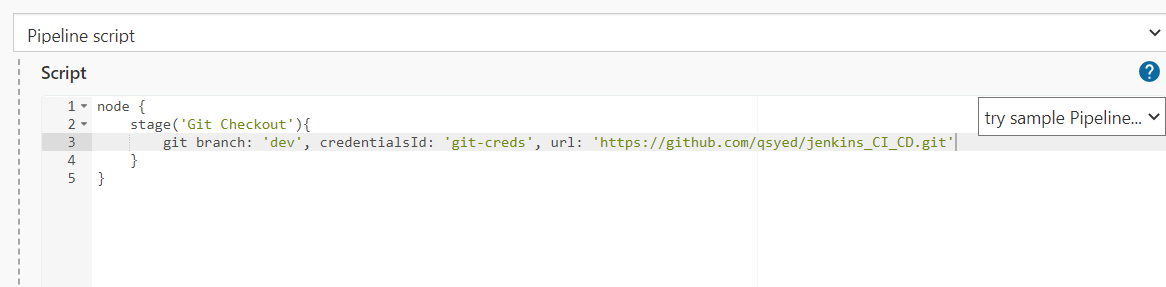 Pipeline script
Script
?
try sample Pipeline...
1 node {
2 stage('Git Checkout'){
3 git branch: 'dev', credentialsId: 'git-creds', url: 'https://github.com/qsyed/jenkins_CI_CD.git'
4 }
5 }